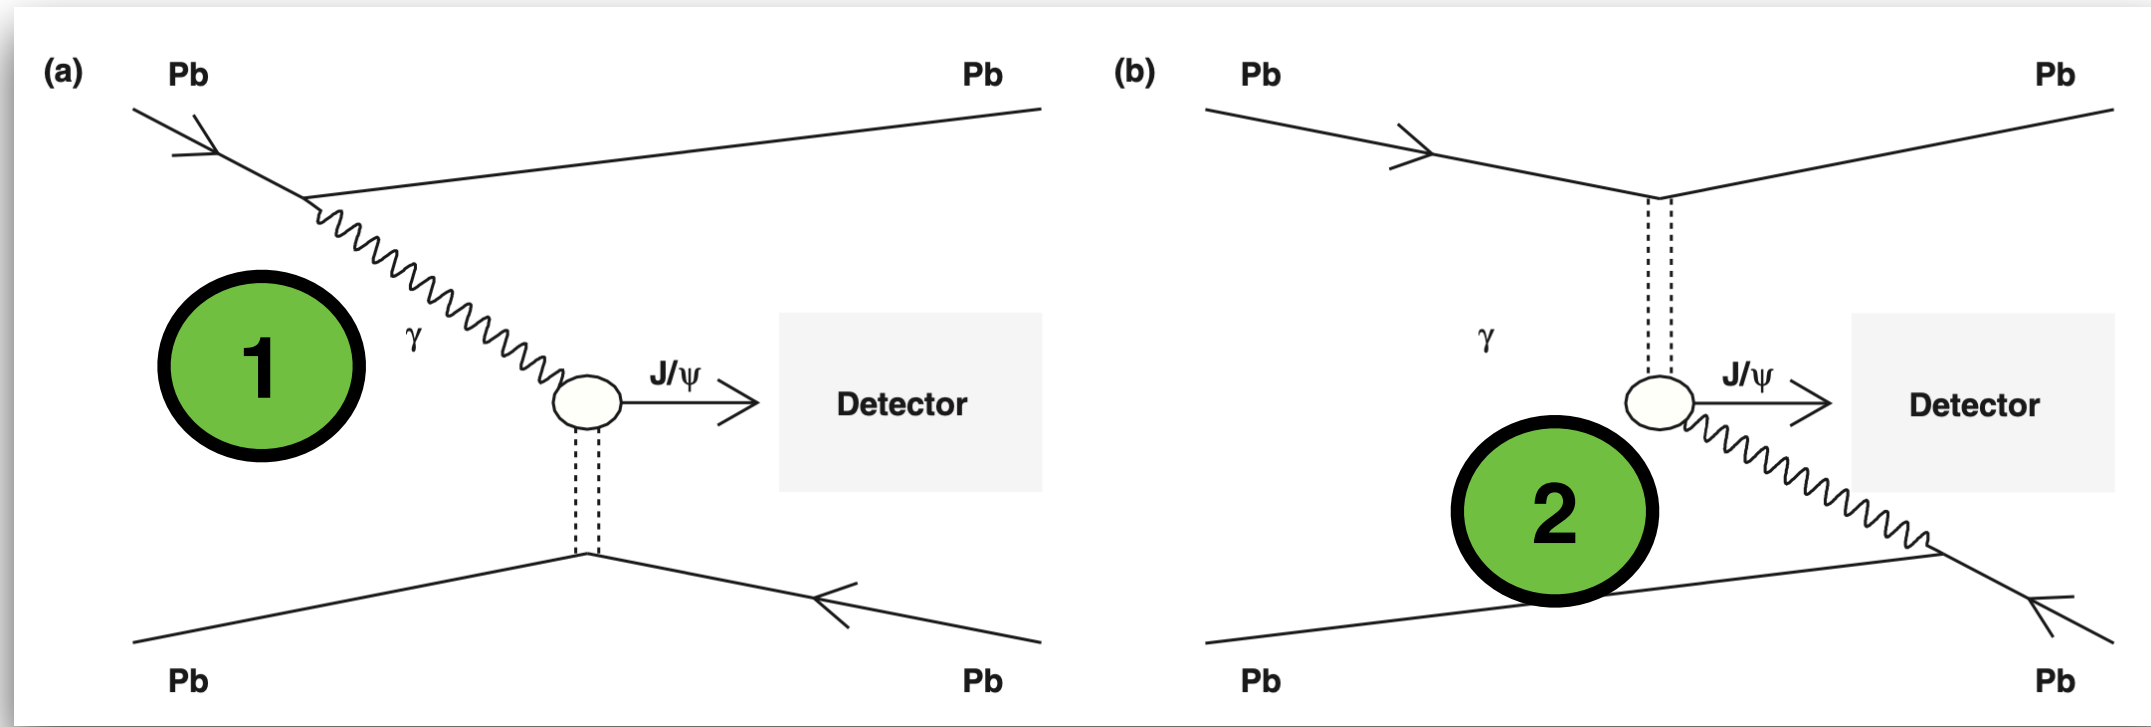 (a)
Pb
Pb
1
γ
J/ψ
Detector
Pb
Pb
(b)
Pb
Pb
γ
J/ψ
Detector
2
Pb
Pb